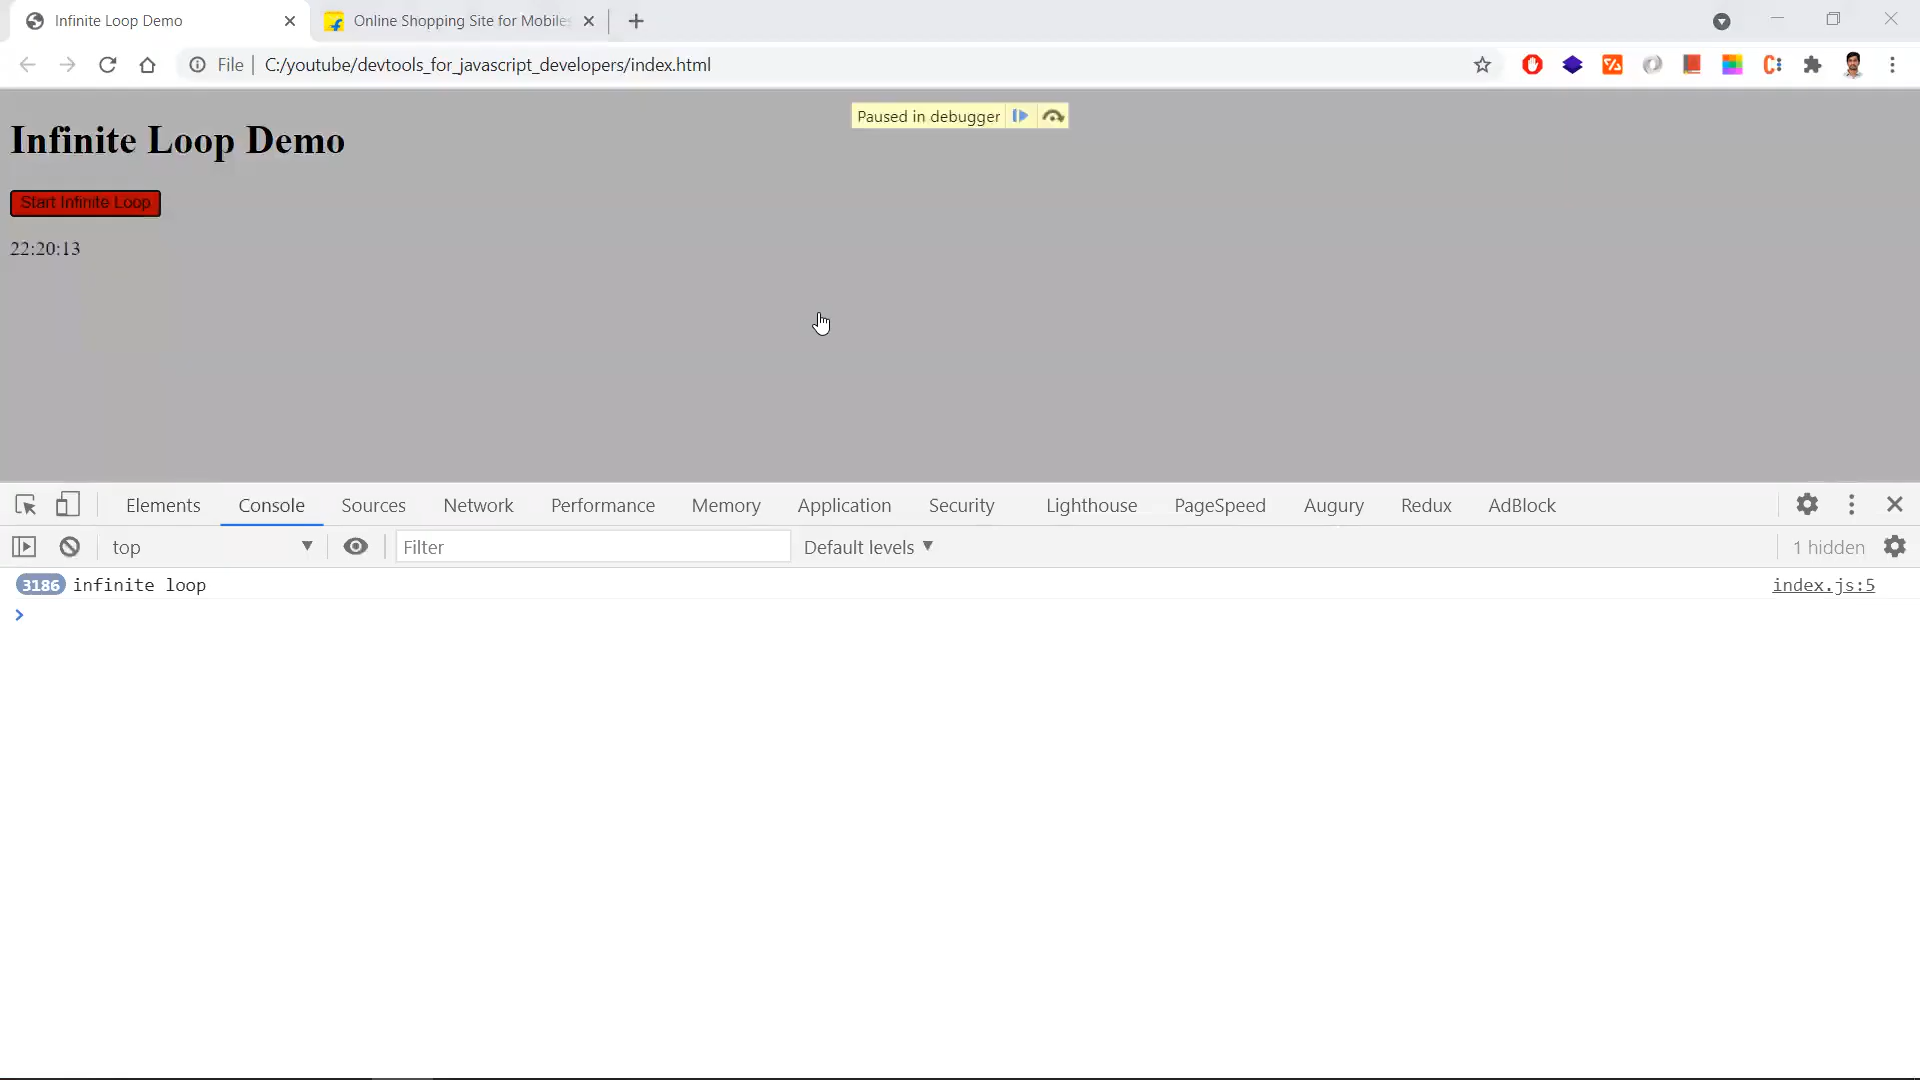 Infinite Loop Demo
Online Shopping Site for Mobiles
File
C:/youtube/devtools_for_javascript_developers/index.html
Paused in debugger
Infinite Loop Demo
Start Infinite Loop
22:20:13
Elements Console Sources Network Performance Memory Application Security Lighthouse PageSpeed Augury Redux AdBlock
top Filter Default levels 1 hidden
3186 infinite loop index.js:5